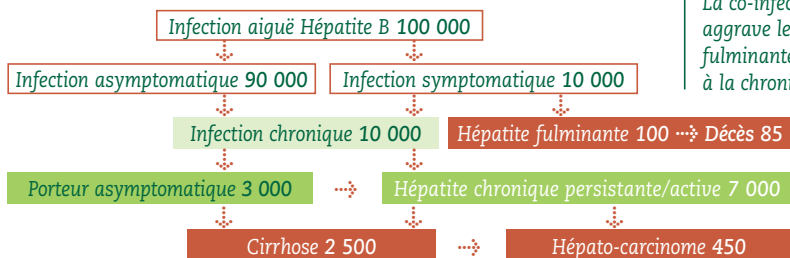 La co-infec
aggrave le
fulminante
à la chron
Infection aiguë Hépatite B 100 000
Infection asymptomatique 90 000
Infection symptomatique 10 000
Infection chronique 10 000
Hépatite fulminante 100 ···> Décès 85
Porteur asymptomatique 3 000
Hépatite chronique persistante/active 7 000
Cirrhose 2 500
Hépato-carcinome 450